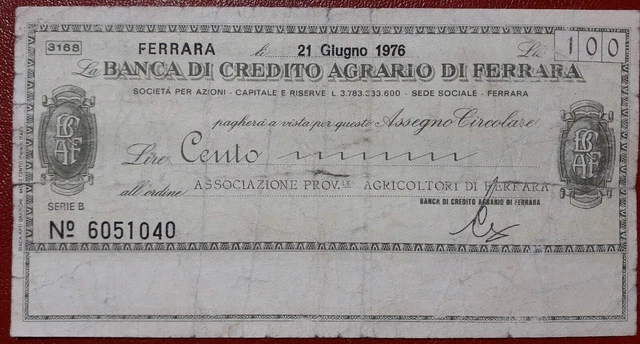 3168 FERRARA li 21 Giugno 1976 L. 100
La BANCA DI CREDITO AGRARIO DI FERRARA
SOCIETÀ PER AZIONI - CAPITALE E RISERVE L. 3.783.333.600 - SEDE SOCIALE - FERRARA
pagherà a vista per questo Assegno Circolare
Lire Cento
all'ordine ASSOCIAZIONE PROV.LE AGRICOLTORI DI FERRARA
SERIE B BANCA DI CREDITO AGRARIO DI FERRARA
Nº 6051040